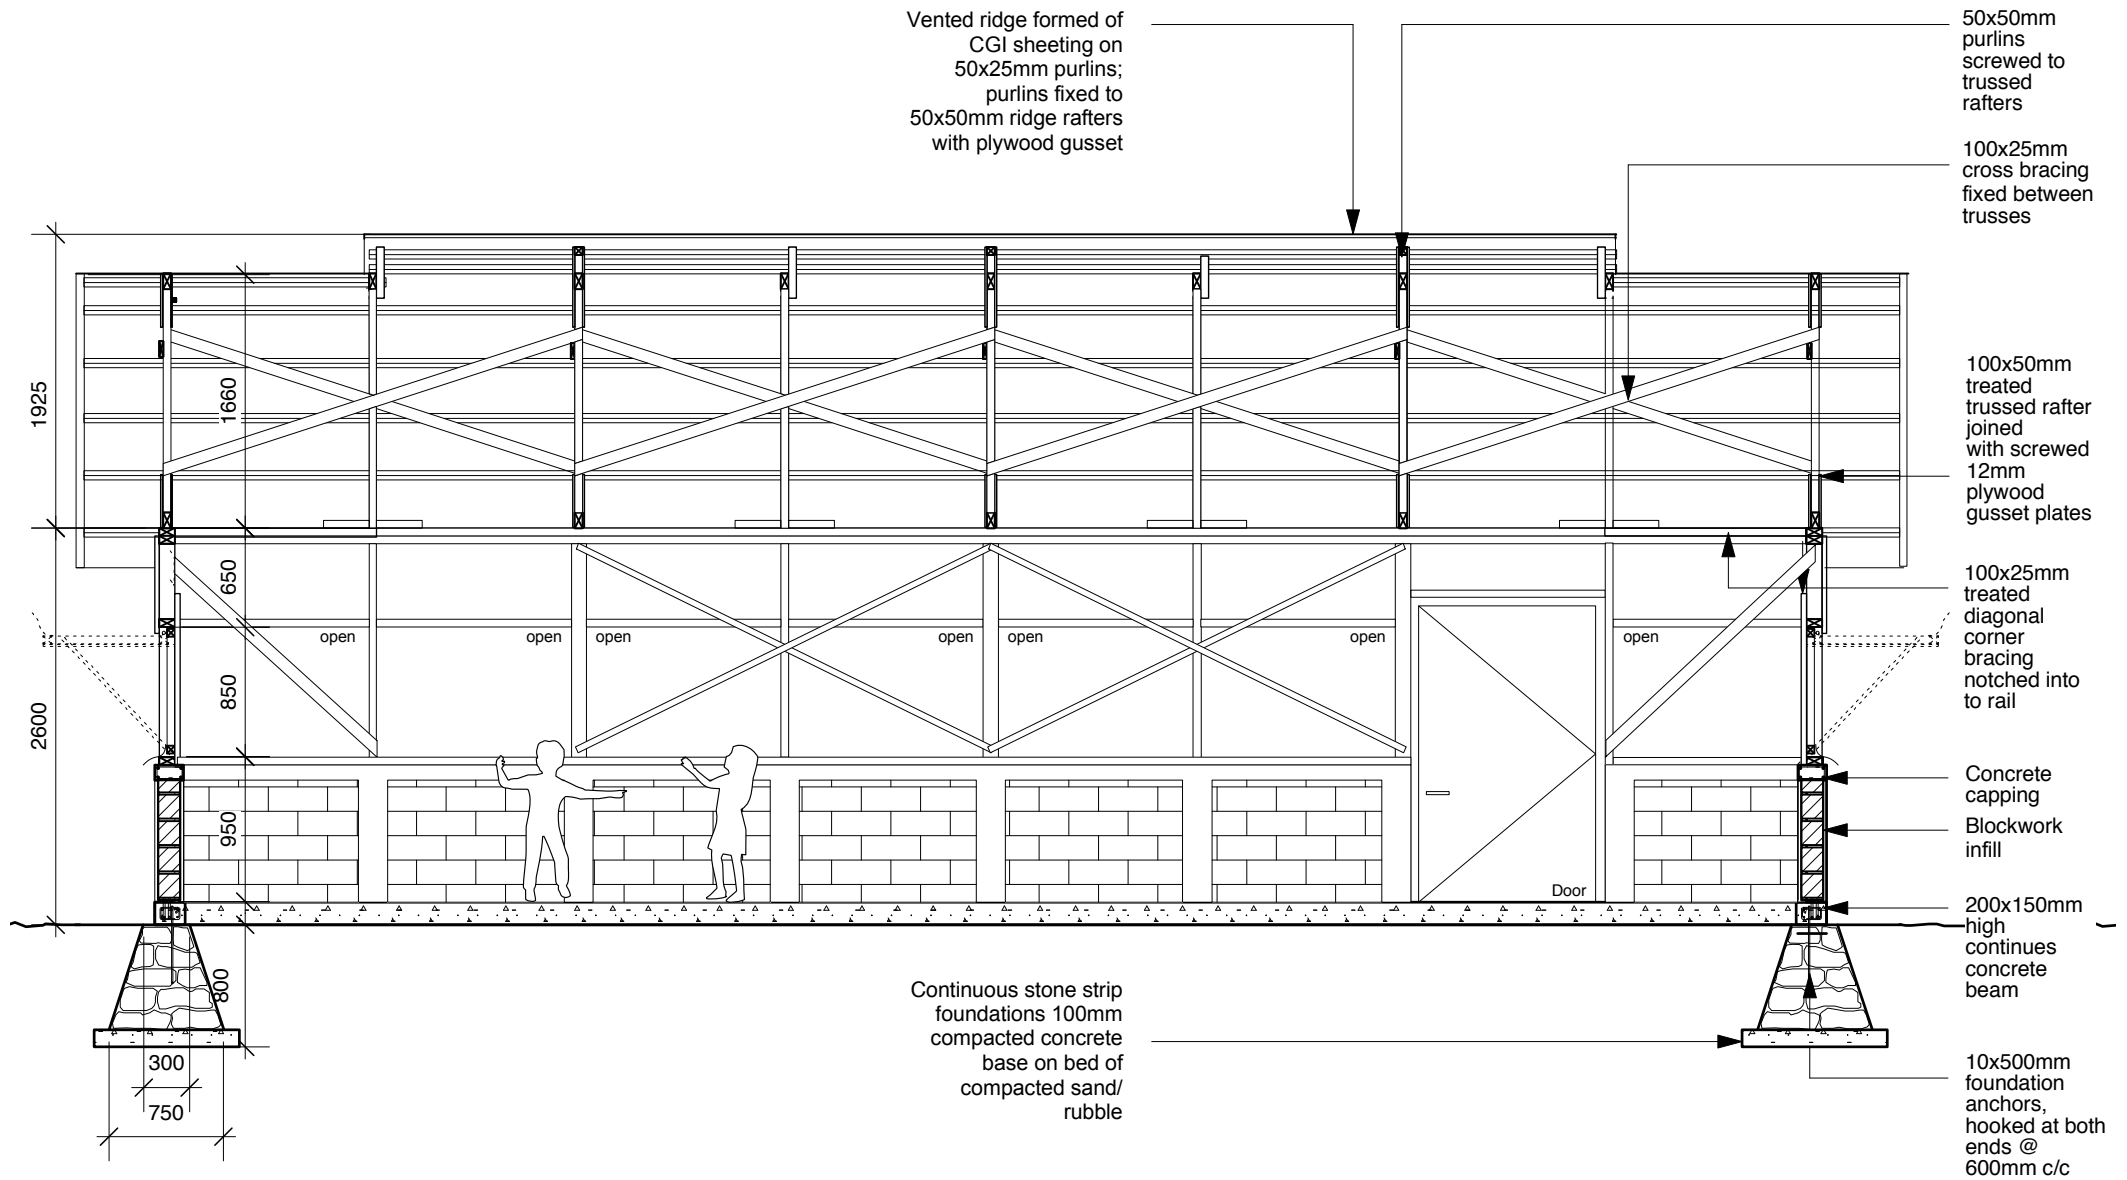 Vented ridge formed of
CGI sheeting on
50x25mm purlins;
purlins fixed to
50x50mm ridge rafters
with plywood gusset
50x50mm
purlins
screwed to
trussed
rafters
100x25mm
cross bracing
fixed between
trusses
1925
1660
100x50mm
treated
trussed rafter
joined
with screwed
12mm
plywood
gusset plates
650
open
open
open
open
open
open
open
100x25mm
treated
diagonal
corner
bracing
notched into
to rail
850
2600
950
Door
Concrete
capping
Blockwork
infill
200x150mm
high
continues
concrete
beam
800
300
750
Continuous stone strip
foundations 100mm
compacted concrete
base on bed of
compacted sand/
rubble
10x500mm
foundation
anchors,
hooked at both
ends @
600mm c/c